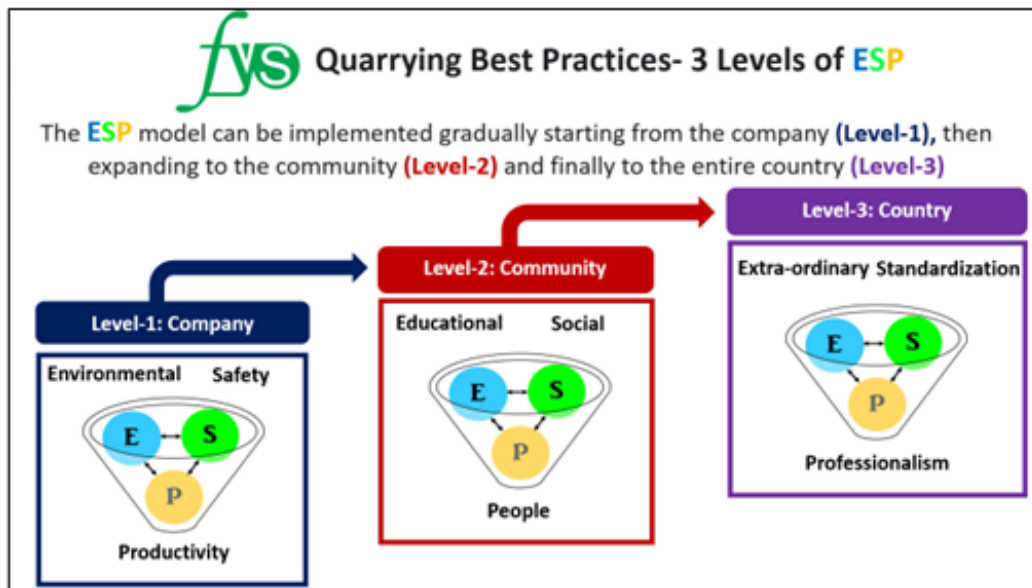 fys Quarrying Best Practices- 3 Levels of ESP
The ESP model can be implemented gradually starting from the company (Level-1), then
expanding to the community (Level-2) and finally to the entire country (Level-3)
Level-1: Company
Environmental Safety
E S
P
Productivity
Level-2: Community
Educational Social
E S
P
People
Level-3: Country
Extra-ordinary Standardization
E S
P
Professionalism